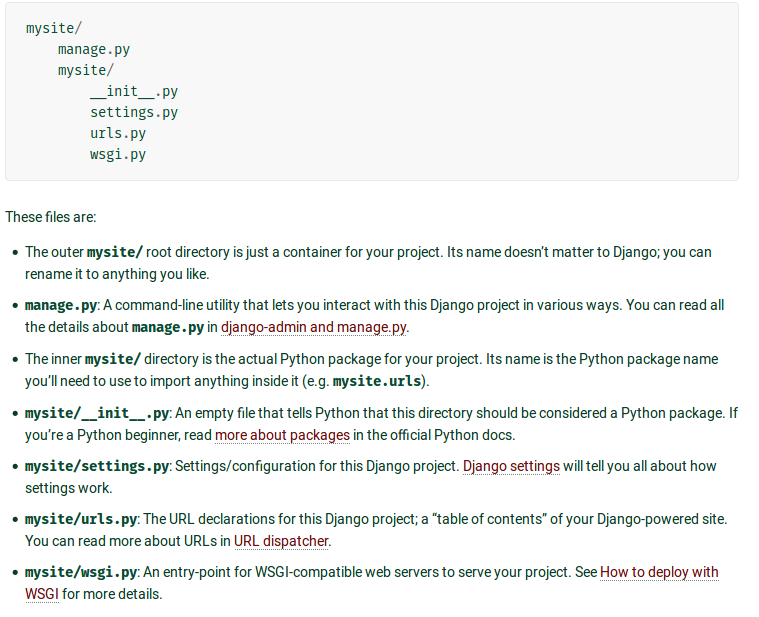 mysite/
    manage.py
    mysite/
        __init__.py
        settings.py
        urls.py
        wsgi.py
These files are:
• The outer mysite/ root directory is just a container for your project. Its name doesn’t matter to Django; you can
rename it to anything you like.
• manage.py: A command-line utility that lets you interact with this Django project in various ways. You can read all
the details about manage.py in django-admin and manage.py.
• The inner mysite/ directory is the actual Python package for your project. Its name is the Python package name
you’ll need to use to import anything inside it (e.g. mysite.urls).
• mysite/__init__.py: An empty file that tells Python that this directory should be considered a Python package. If
you’re a Python beginner, read more about packages in the official Python docs.
• mysite/settings.py: Settings/configuration for this Django project. Django settings will tell you all about how
settings work.
• mysite/urls.py: The URL declarations for this Django project; a “table of contents” of your Django-powered site.
You can read more about URLs in URL dispatcher.
• mysite/wsgi.py: An entry-point for WSGI-compatible web servers to serve your project. See How to deploy with
WSGI for more details.